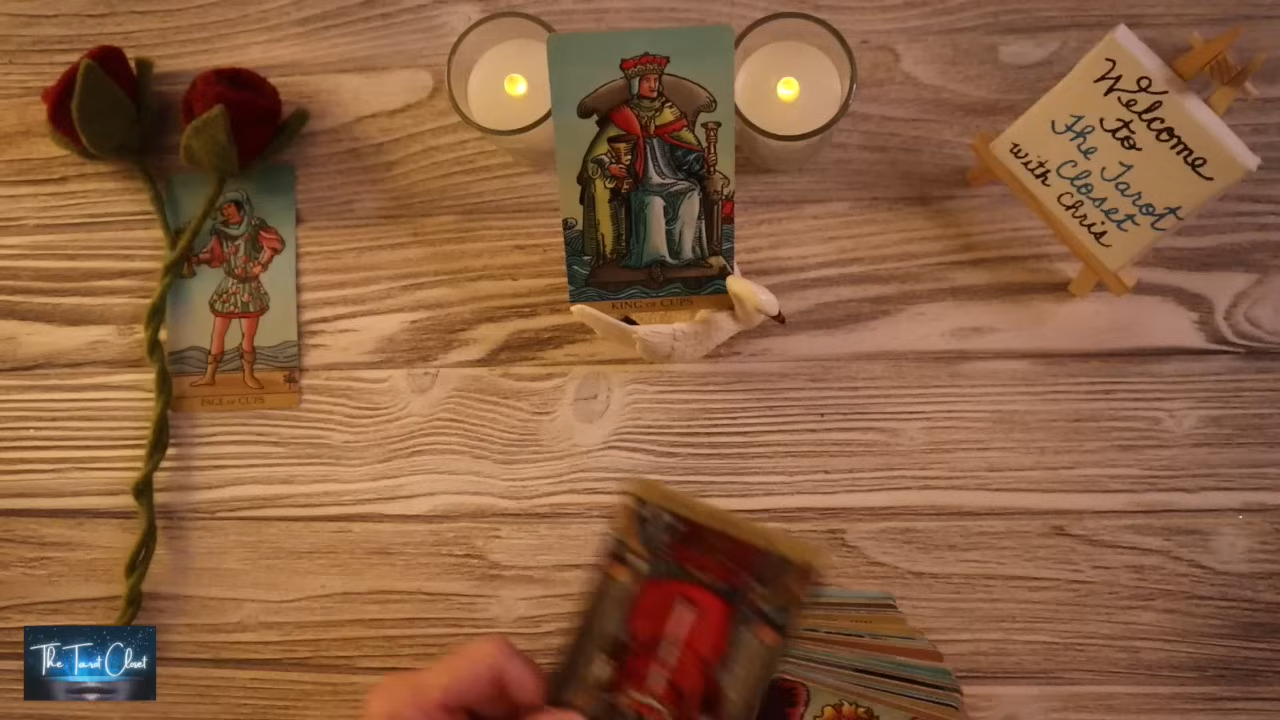 Welcome
to
The Tarot
Closet
with Chris
KING OF CUPS
PAGE OF CUPS
The Tarot Closet